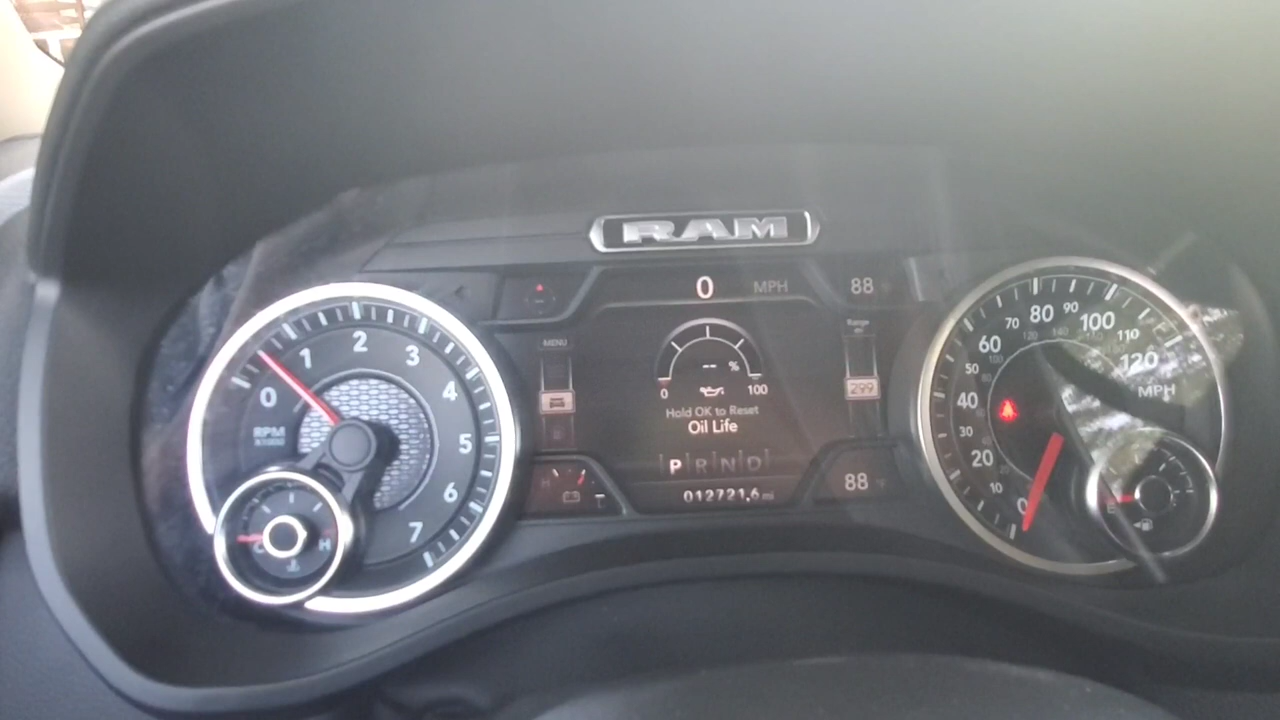 RAM
0 MPH
88
MENU
Range
299
-- %
0 100
Hold OK to Reset
Oil Life
P R N D
012721.6 mi
88 °F
0 1 2 3 4 5 6 7
RPM
C H
0 10 20 30 40 50 60 70 80 90 100 110 120
MPH
E